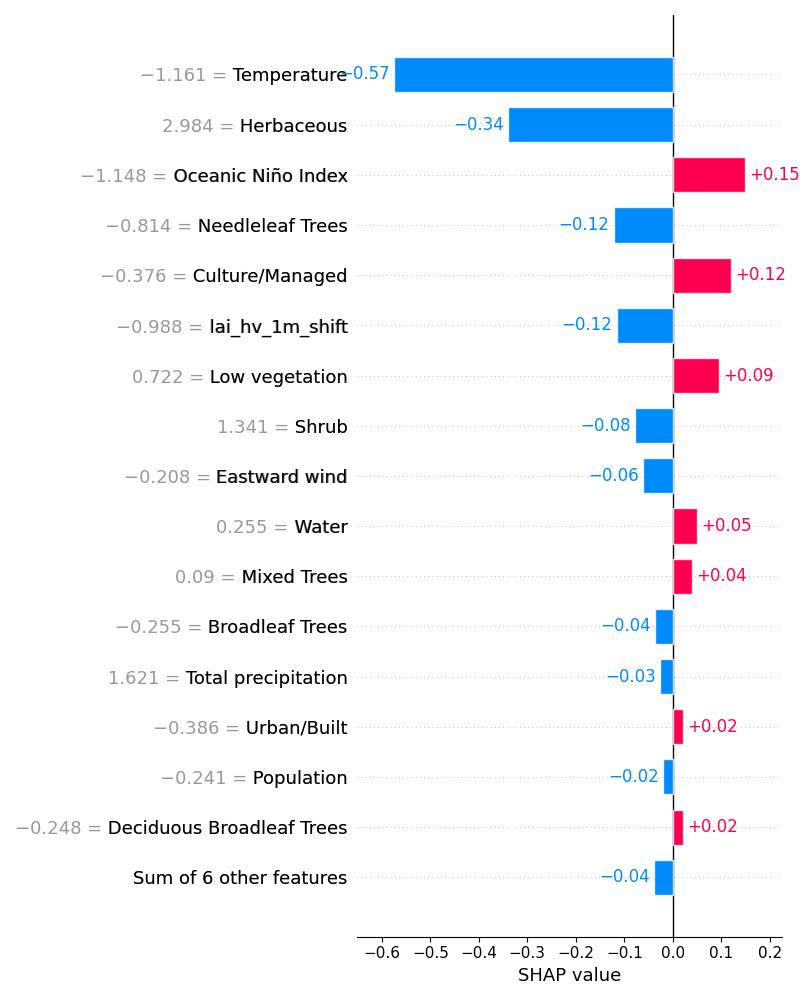 −1.161 = Temperature −0.57
2.984 = Herbaceous −0.34
−1.148 = Oceanic Niño Index +0.15
−0.814 = Needleleaf Trees −0.12
−0.376 = Culture/Managed +0.12
−0.988 = lai_hv_1m_shift −0.12
0.722 = Low vegetation +0.09
1.341 = Shrub −0.08
−0.208 = Eastward wind −0.06
0.255 = Water +0.05
0.09 = Mixed Trees +0.04
−0.255 = Broadleaf Trees −0.04
1.621 = Total precipitation −0.03
−0.386 = Urban/Built +0.02
−0.241 = Population −0.02
−0.248 = Deciduous Broadleaf Trees +0.02
Sum of 6 other features −0.04
−0.6 −0.5 −0.4 −0.3 −0.2 −0.1 0.0 0.1 0.2
SHAP value